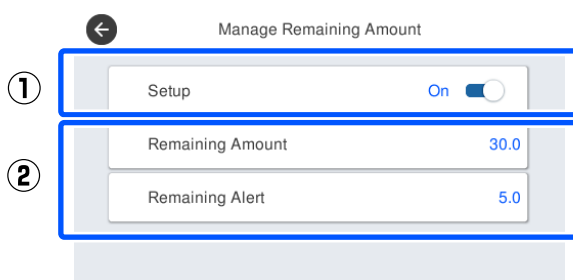 Manage Remaining Amount
①
Setup On
②
Remaining Amount 30.0
Remaining Alert 5.0